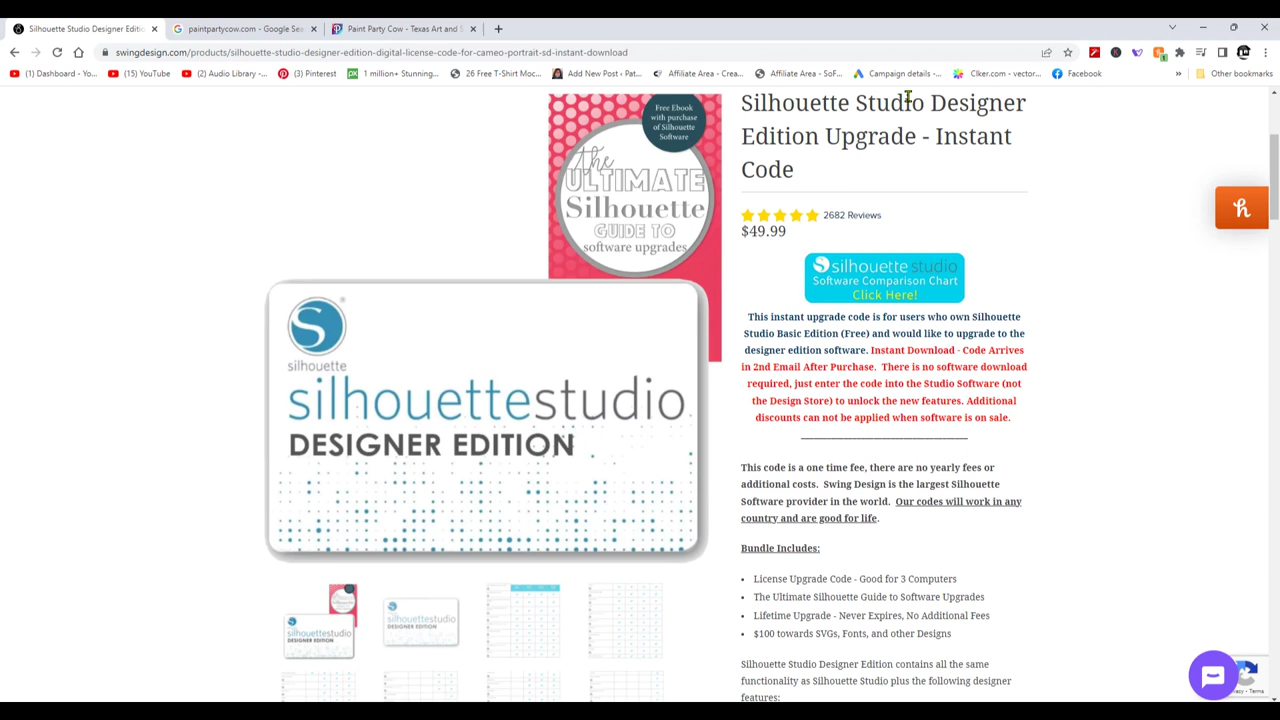 Silhouette Studio Designer Editi
paintpartycow.com - Google Sea
Paint Party Cow - Texas Art and S
swingdesign.com/products/silhouette-studio-designer-edition-digital-license-code-for-cameo-portrait-sd-instant-download
(1) Dashboard - Yo...
(15) YouTube
(2) Audio Library -...
(3) Pinterest
1 million+ Stunning...
26 Free T-Shirt Moc...
Add New Post ‹ Pat...
Affiliate Area - Crea...
Affiliate Area - SoF...
Campaign details -...
Clker.com - vector...
Facebook
»
Other bookmarks
Free Ebook
with purchase
of Silhouette
Software
The
ULTIMATE
Silhouette
GUIDE TO
software upgrades
S
silhouette
silhouettestudio
DESIGNER EDITION
Silhouette Studio Designer
Edition Upgrade - Instant
Code
2682 Reviews
$49.99
silhouette studio
Software Comparison Chart
Click Here!
This instant upgrade code is for users who own Silhouette
Studio Basic Edition (Free) and would like to upgrade to the
designer edition software. Instant Download - Code Arrives
in 2nd Email After Purchase. There is no software download
required, just enter the code into the Studio Software (not
the Design Store) to unlock the new features. Additional
discounts can not be applied when software is on sale.
This code is a one time fee, there are no yearly fees or
additional costs. Swing Design is the largest Silhouette
Software provider in the world. Our codes will work in any
country and are good for life.
Bundle Includes:
• License Upgrade Code - Good for 3 Computers
• The Ultimate Silhouette Guide to Software Upgrades
• Lifetime Upgrade - Never Expires, No Additional Fees
• $100 towards SVGs, Fonts, and other Designs
Silhouette Studio Designer Edition contains all the same
functionality as Silhouette Studio plus the following designer
features:
h
- Terms